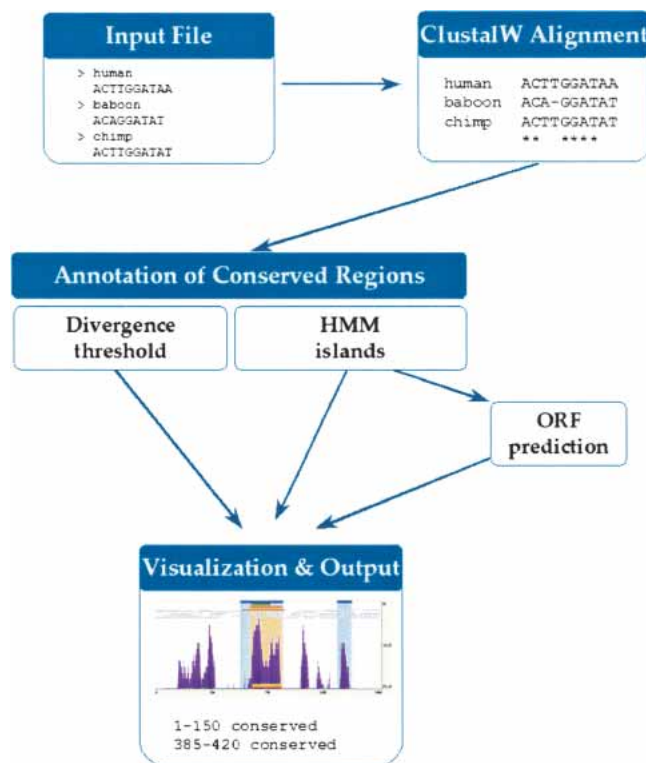 Input File
> human
ACTTGGATAA
> baboon
ACAGGATAT
> chimp
ACTTGGATAT
ClustalW Alignment
human ACTTGGATAA
baboon ACA-GGATAT
chimp ACTTGGATAT
** ****
Annotation of Conserved Regions
Divergence
threshold
HMM
islands
ORF
prediction
Visualization & Output
1-150 conserved
385-420 conserved